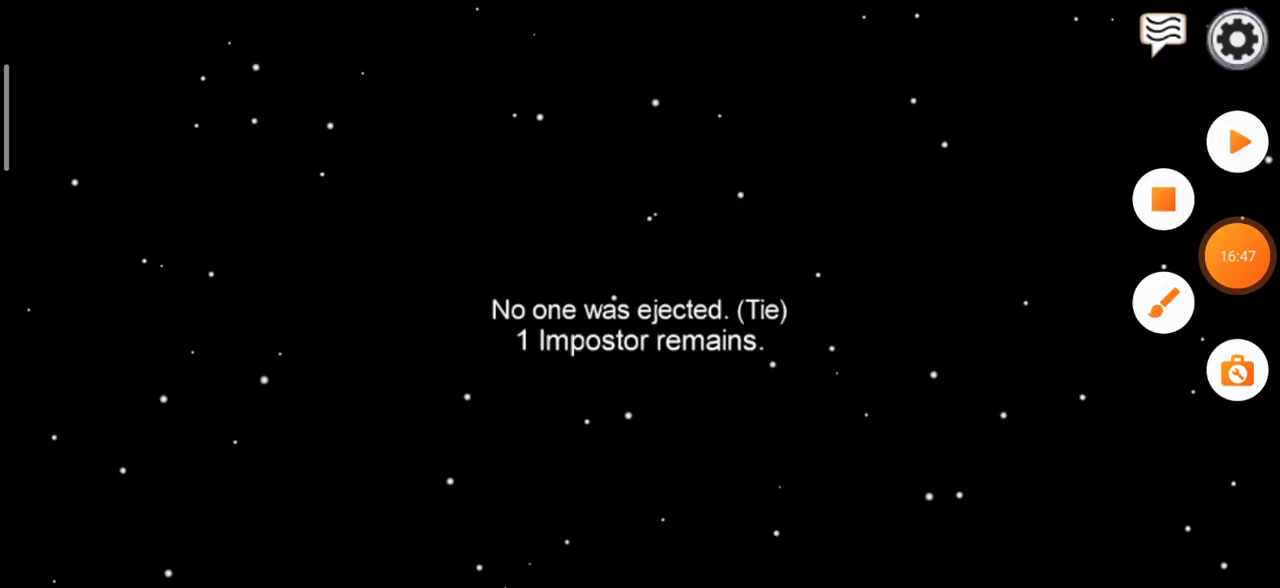 16:47
No one was ejected. (Tie)
1 Impostor remains.